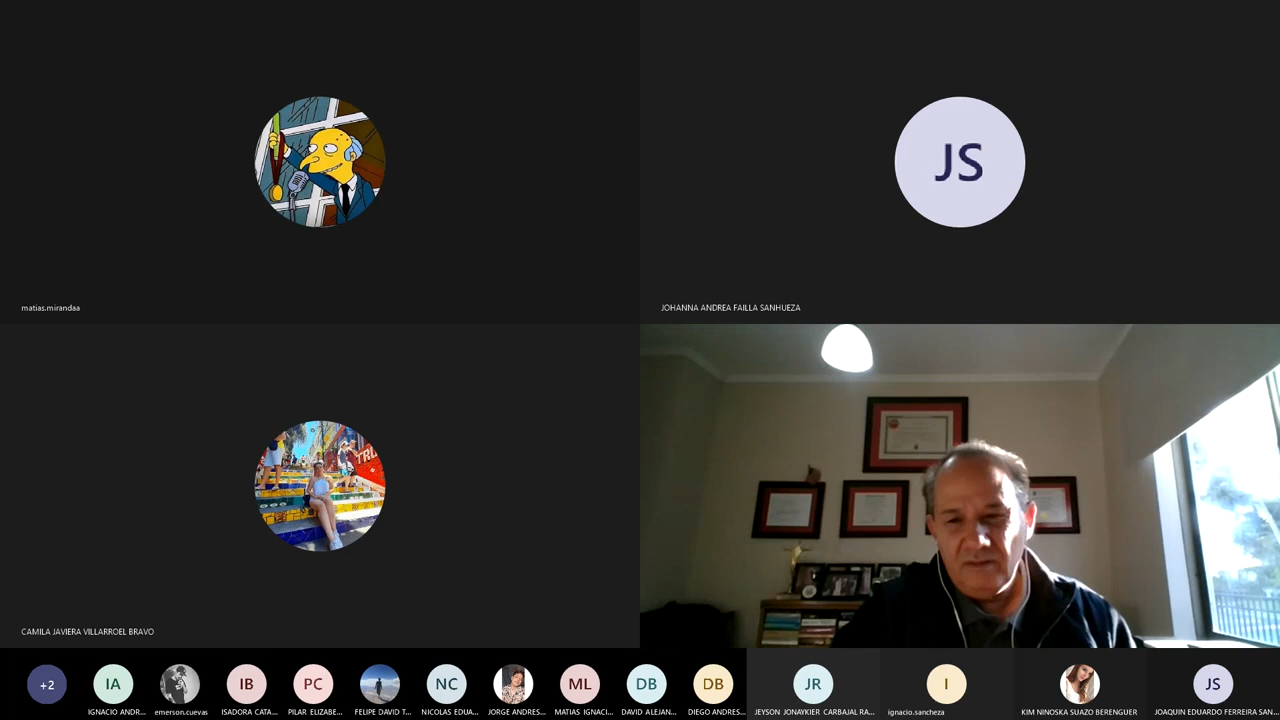 JS
matias.mirandaa
JOHANNA ANDREA FAILLA SANHUEZA
TRU
CAMILA JAVIERA VILLARROEL BRAVO
+2
IA
IB
PC
NC
ML
DB
DB
JR
I
JS
IGNACIO ANDR...
emerson.cuevas
ISADORA CATA...
PILAR ELIZABE...
FELIPE DAVID T...
NICOLAS EDUA...
JORGE ANDRES...
MATIAS IGNACI...
DAVID ALEJAN...
DIEGO ANDRES...
JEYSON JONAYKIER CARBAJAL RA...
ignacio.sancheza
KIM NINOSKA SUAZO BERENGUER
JOAQUIN EDUARDO FERREIRA SAN...